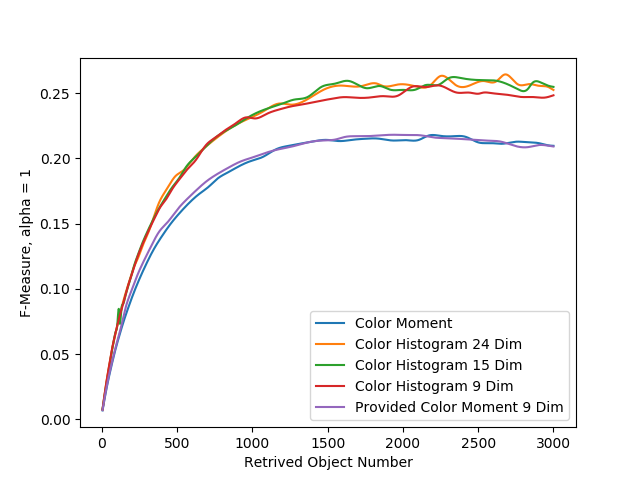 0.25
0.20
0.15
0.10
0.05
0.00
F-Measure, alpha = 1
Color Moment
Color Histogram 24 Dim
Color Histogram 15 Dim
Color Histogram 9 Dim
Provided Color Moment 9 Dim
0 500 1000 1500 2000 2500 3000
Retrived Object Number